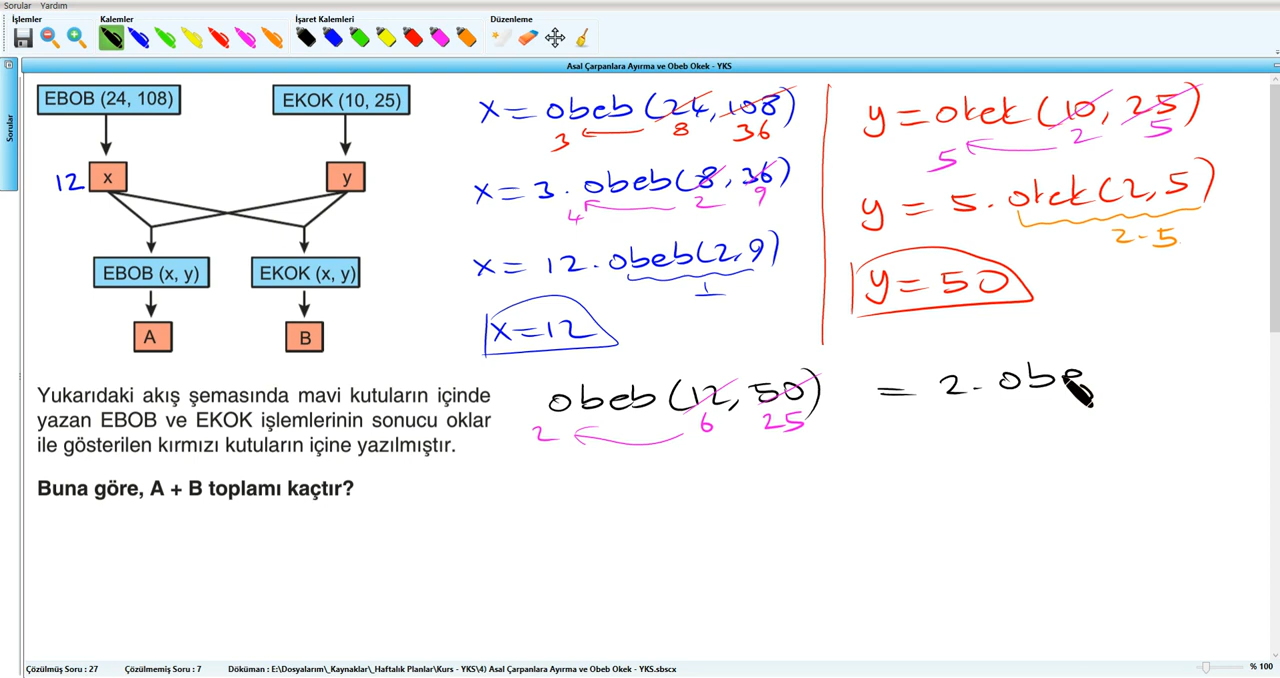 Sorular Yardım
İşlemler Kalemler İşaret Kalemleri Düzenleme
Asal Çarpanlara Ayırma ve Obeb Okek - YKS
Sorular
EBOB (24, 108) EKOK (10, 25)
12 x y
EBOB (x, y) EKOK (x, y)
A B
x = obeb (24, 108)
3 8 36
x = 3 . obeb(8, 36)
4 2 9
x = 12 . obeb(2, 9)
1
x = 12
y = okek (10, 25)
5 2 5
y = 5 . okek (2, 5)
2 - 5
y = 50
obeb (12, 50) = 2 - obe
2 6 25
Yukarıdaki akış şemasında mavi kutuların içinde
yazan EBOB ve EKOK işlemlerinin sonucu oklar
ile gösterilen kırmızı kutuların içine yazılmıştır.
Buna göre, A + B toplamı kaçtır?
Çözülmüş Soru : 27 Çözülmemiş Soru : 7 Döküman : E:\Dosyalarım\_Kaynaklar\_Haftalık Planlar\Kurs - YKS\4) Asal Çarpanlara Ayırma ve Obeb Okek - YKS.sbscx % 100